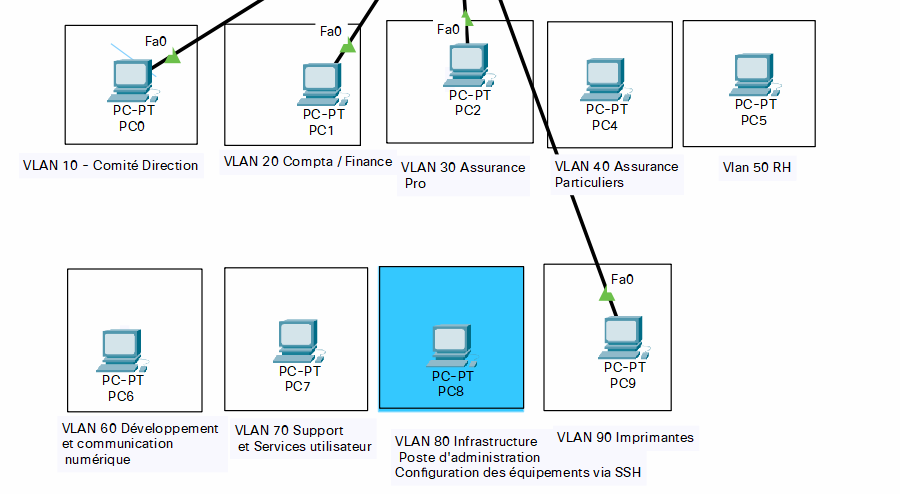 Fa0
PC-PT
PC0
VLAN 10 - Comité Direction
Fa0
PC-PT
PC1
VLAN 20 Compta / Finance
Fa0
PC-PT
PC2
VLAN 30 Assurance
Pro
PC-PT
PC4
VLAN 40 Assurance
Particuliers
PC-PT
PC5
Vlan 50 RH
PC-PT
PC6
VLAN 60 Développement
et communication
numérique
PC-PT
PC7
VLAN 70 Support
et Services utilisateur
PC-PT
PC8
VLAN 80 Infrastructure
Poste d'administration
Configuration des équipements via SSH
Fa0
PC-PT
PC9
VLAN 90 Imprimantes